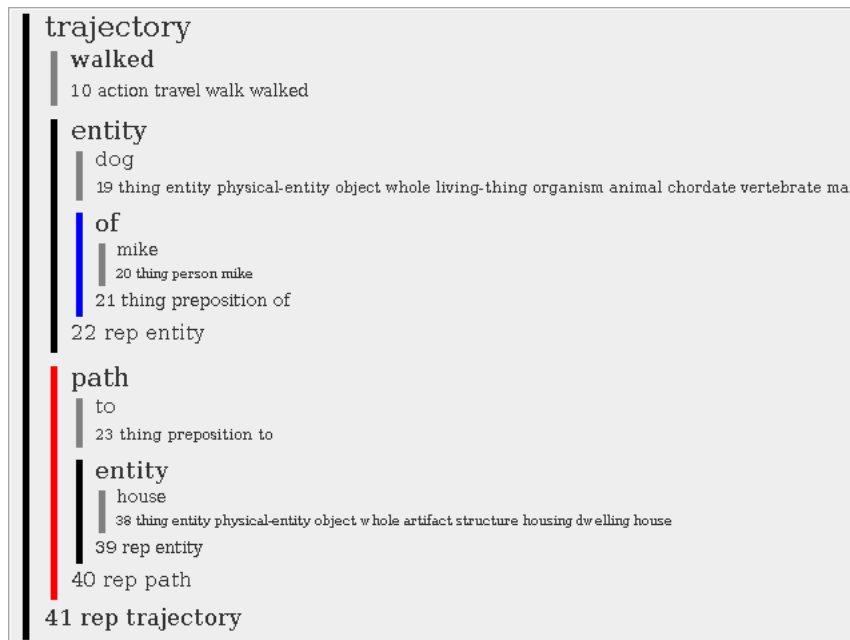 trajectory
walked
10 action travel walk walked
entity
dog
19 thing entity physical-entity object whole living-thing organism animal chordate vertebrate ma
of
mike
20 thing person mike
21 thing preposition of
22 rep entity
path
to
23 thing preposition to
entity
house
38 thing entity physical-entity object whole artifact structure housing dwelling house
39 rep entity
40 rep path
41 rep trajectory